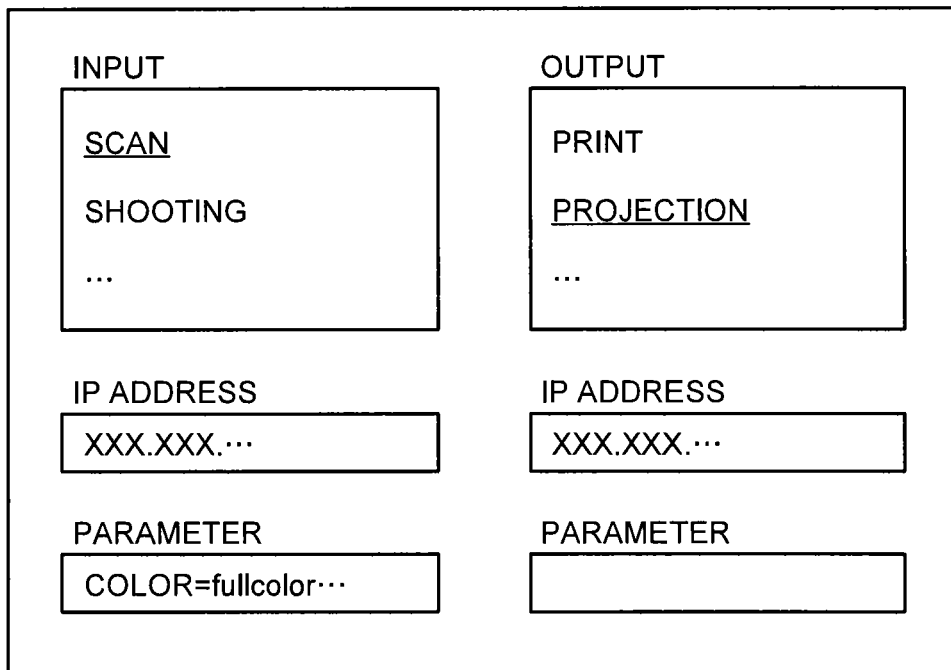 INPUT
SCAN
SHOOTING
...
IP ADDRESS
XXX.XXX.···
PARAMETER
COLOR=fullcolor···
OUTPUT
PRINT
PROJECTION
...
IP ADDRESS
XXX.XXX.···
PARAMETER